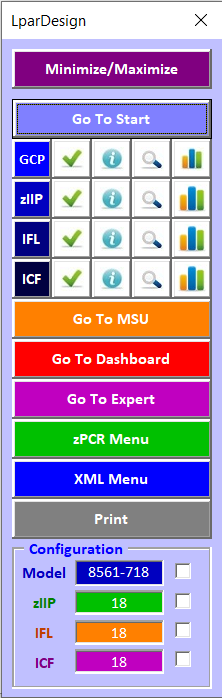 LparDesign
Minimize/Maximize
Go To Start
GCP
zIIP
IFL
ICF
Go To MSU
Go To Dashboard
Go To Expert
zPCR Menu
XML Menu
Print
Configuration
Model 8561-718
zIIP 18
IFL 18
ICF 18